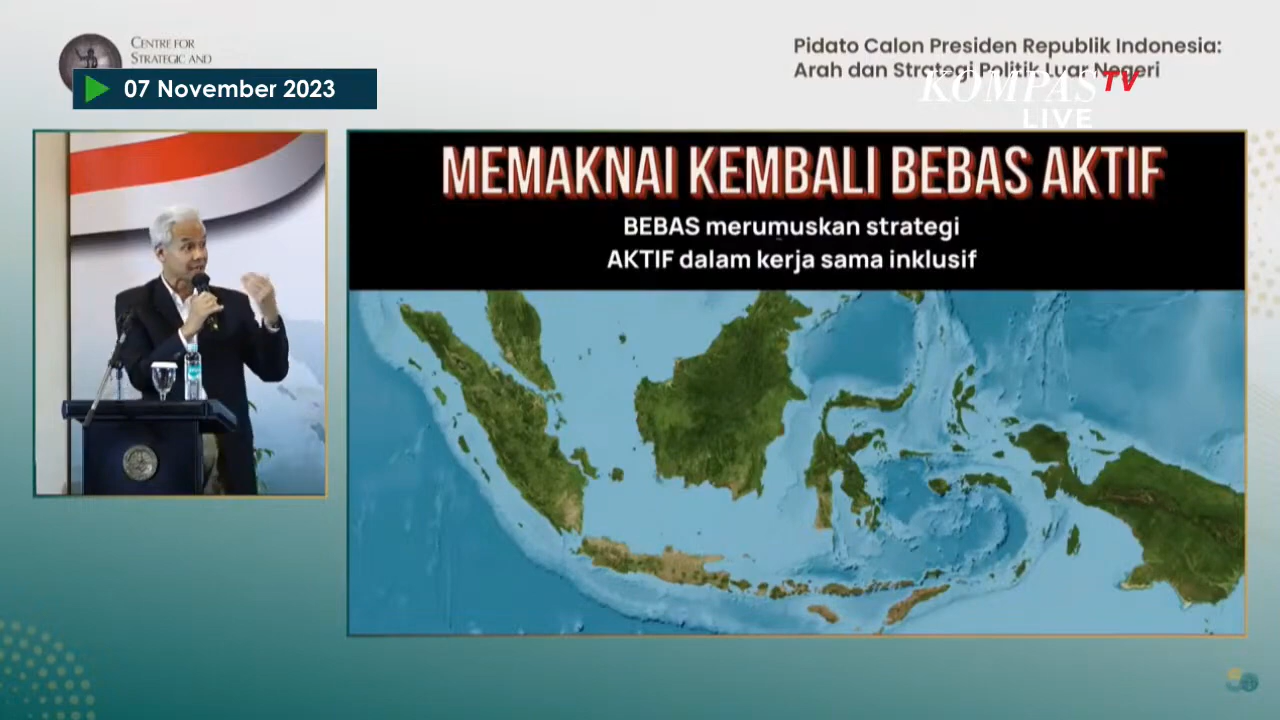 CENTRE FOR
STRATEGIC AND
07 November 2023
Pidato Calon Presiden Republik Indonesia:
Arah dan Strategi Politik Luar Negeri
KOMPAS TV
LIVE
MEMAKNAI KEMBALI BEBAS AKTIF
BEBAS merumuskan strategi
AKTIF dalam kerja sama inklusif